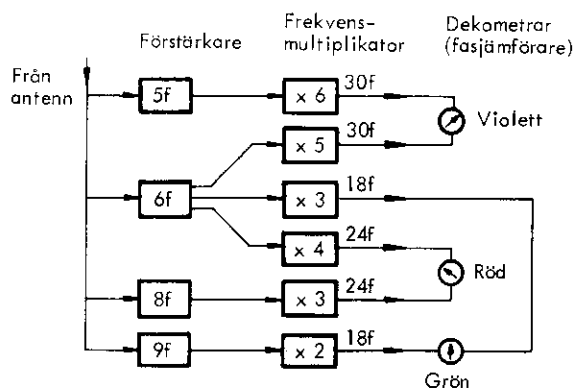 Från
antenn
Förstärkare
Frekvens-
multiplikator
Dekometrar
(fasjämförare)
5f
x 6
30f
x 5
30f
Violett
6f
x 3
18f
x 4
24f
Röd
8f
x 3
24f
9f
x 2
18f
Grön